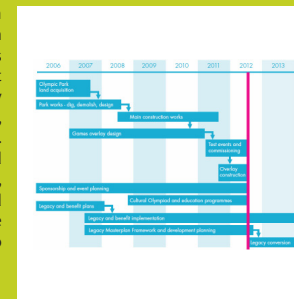 2006 2007 2008 2009 2010 2011 2012 2013
Olympic Park
land acquisition
Park works - dig, demolish, design
Main construction works
Games overlay design
Test events and
commissioning
Overlay
construction
Sponsorship and event planning
Cultural Olympiad and education programmes
Legacy and benefit plans
Legacy and benefit implementation
Legacy Masterplan Framework and development planning
Legacy conversion